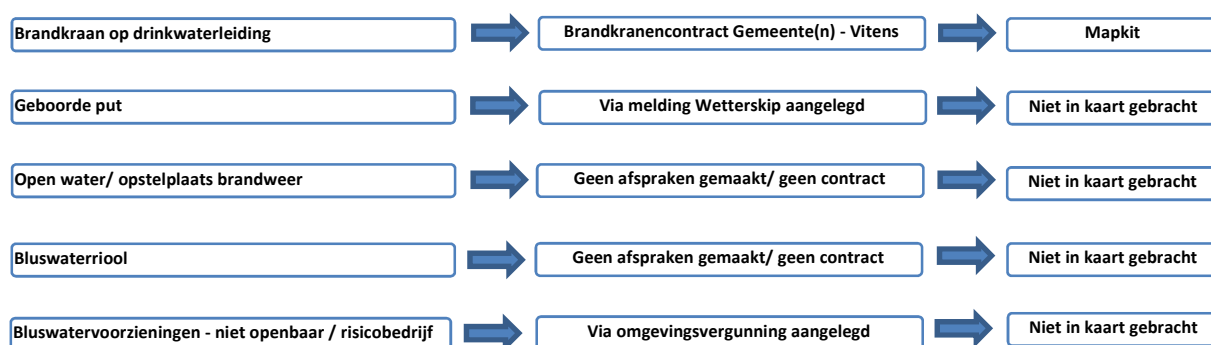 Brandkraan op drinkwaterleiding
Brandkranencontract Gemeente(n) - Vitens
Mapkit
Geboorde put
Via melding Wetterskip aangelegd
Niet in kaart gebracht
Open water/ opstelplaats brandweer
Geen afspraken gemaakt/ geen contract
Niet in kaart gebracht
Bluswaterriool
Geen afspraken gemaakt/ geen contract
Niet in kaart gebracht
Bluswatervoorzieningen - niet openbaar / risicobedrijf
Via omgevingsvergunning aangelegd
Niet in kaart gebracht